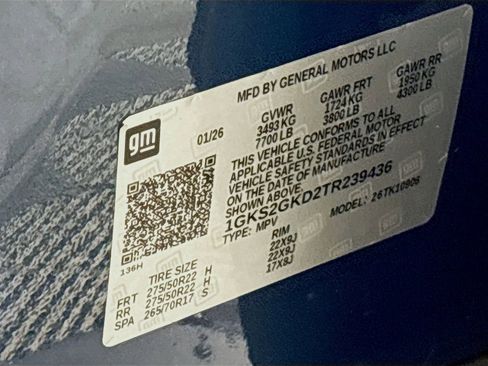 MFD BY GENERAL MOTORS LLC
gm
01/26
GVWR GAWR FRT GAWR RR
3493 KG 1724 KG 1950 KG
7700 LB 3800 LB 4300 LB
THIS VEHICLE CONFORMS TO ALL
APPLICABLE U.S. FEDERAL MOTOR
VEHICLE SAFETY STANDARDS IN EFFECT
ON THE DATE OF MANUFACTURE
SHOWN ABOVE.
1GKS2GKD2TR239436
TYPE: MPV MODEL: 26TK10906
136H
TIRE SIZE RIM
FRT 275/50R22 H 22X9J
RR 275/50R22 H 22X9J
SPA 265/70R17 S 17X8J